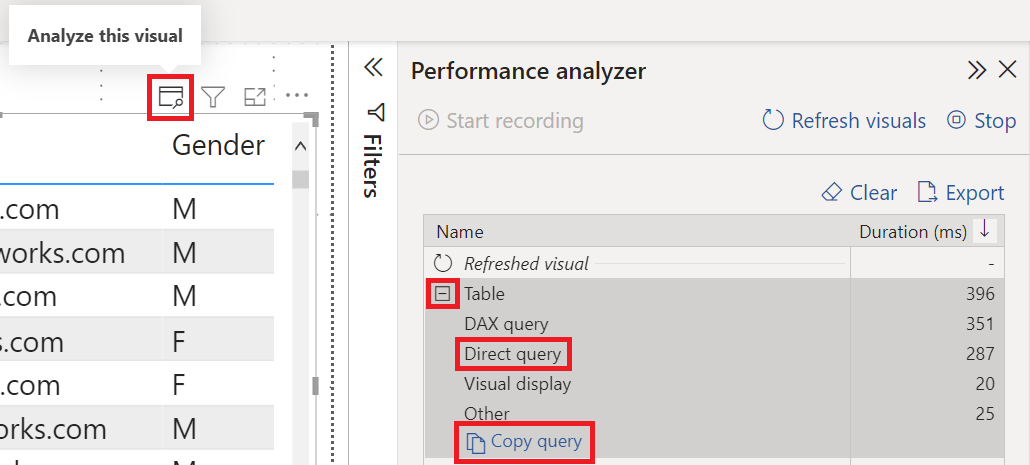 Analyze this visual
Gender
.com M
works.com M
.com M
s.com F
.com F
orks.com M
Filters
Performance analyzer
Start recording
Refresh visuals
Stop
Clear
Export
Name Duration (ms)
Refreshed visual -
Table 396
DAX query 351
Direct query 287
Visual display 20
Other 25
Copy query